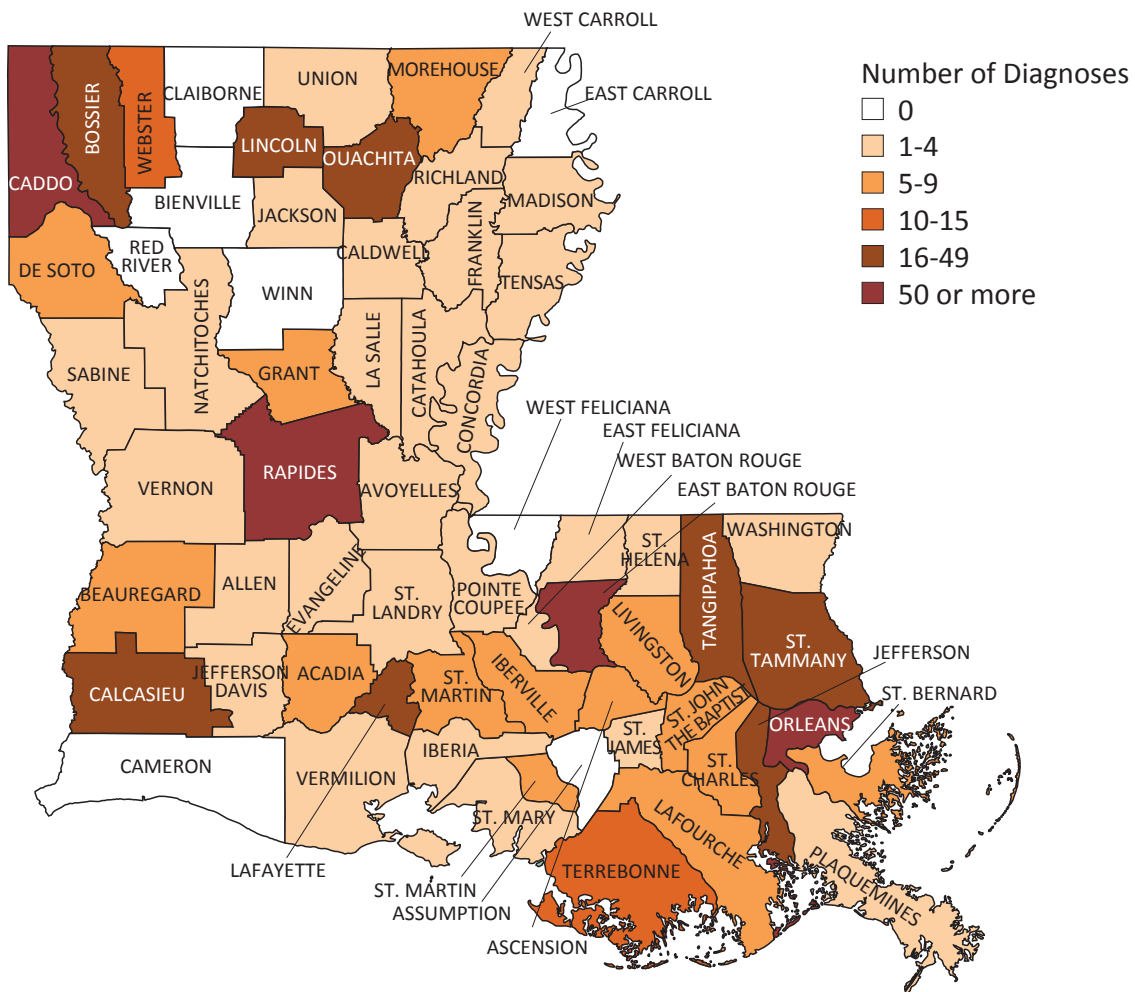 WEST CARROLL
Number of Diagnoses
0
1-4
5-9
10-15
16-49
50 or more
EAST CARROLL
UNION
MOREHOUSE
CLAIBORNE
BOSSIER
WEBSTER
LINCOLN
OUACHITA
CADDO
RICHLAND
MADISON
BIENVILLE
JACKSON
RED
RIVER
CALDWELL
FRANKLIN
DE SOTO
TENSAS
WINN
NATCHITOCHES
LA SALLE
CATAHOULA
CONCORDIA
SABINE
GRANT
WEST FELICIANA
EAST FELICIANA
WEST BATON ROUGE
EAST BATON ROUGE
RAPIDES
VERNON
AVOYELLES
WASHINGTON
ST.
HELENA
TANGIPAHOA
BEAUREGARD
ALLEN
EVANGELINE
ST.
LANDRY
POINTE
COUPEE
LIVINGSTON
ST.
TAMMANY
JEFFERSON
ST. BERNARD
CALCASIEU
JEFFERSON
DAVIS
ACADIA
ST.
MARTIN
IBERVILLE
ST. JOHN
THE BAPTIST
ORLEANS
ST.
JAMES
ST.
CHARLES
CAMERON
VERMILION
IBERIA
ST. MARY
LAFOURCHE
PLAQUEMINES
TERREBONNE
LAFAYETTE
ST. MARTIN
ASSUMPTION
ASCENSION